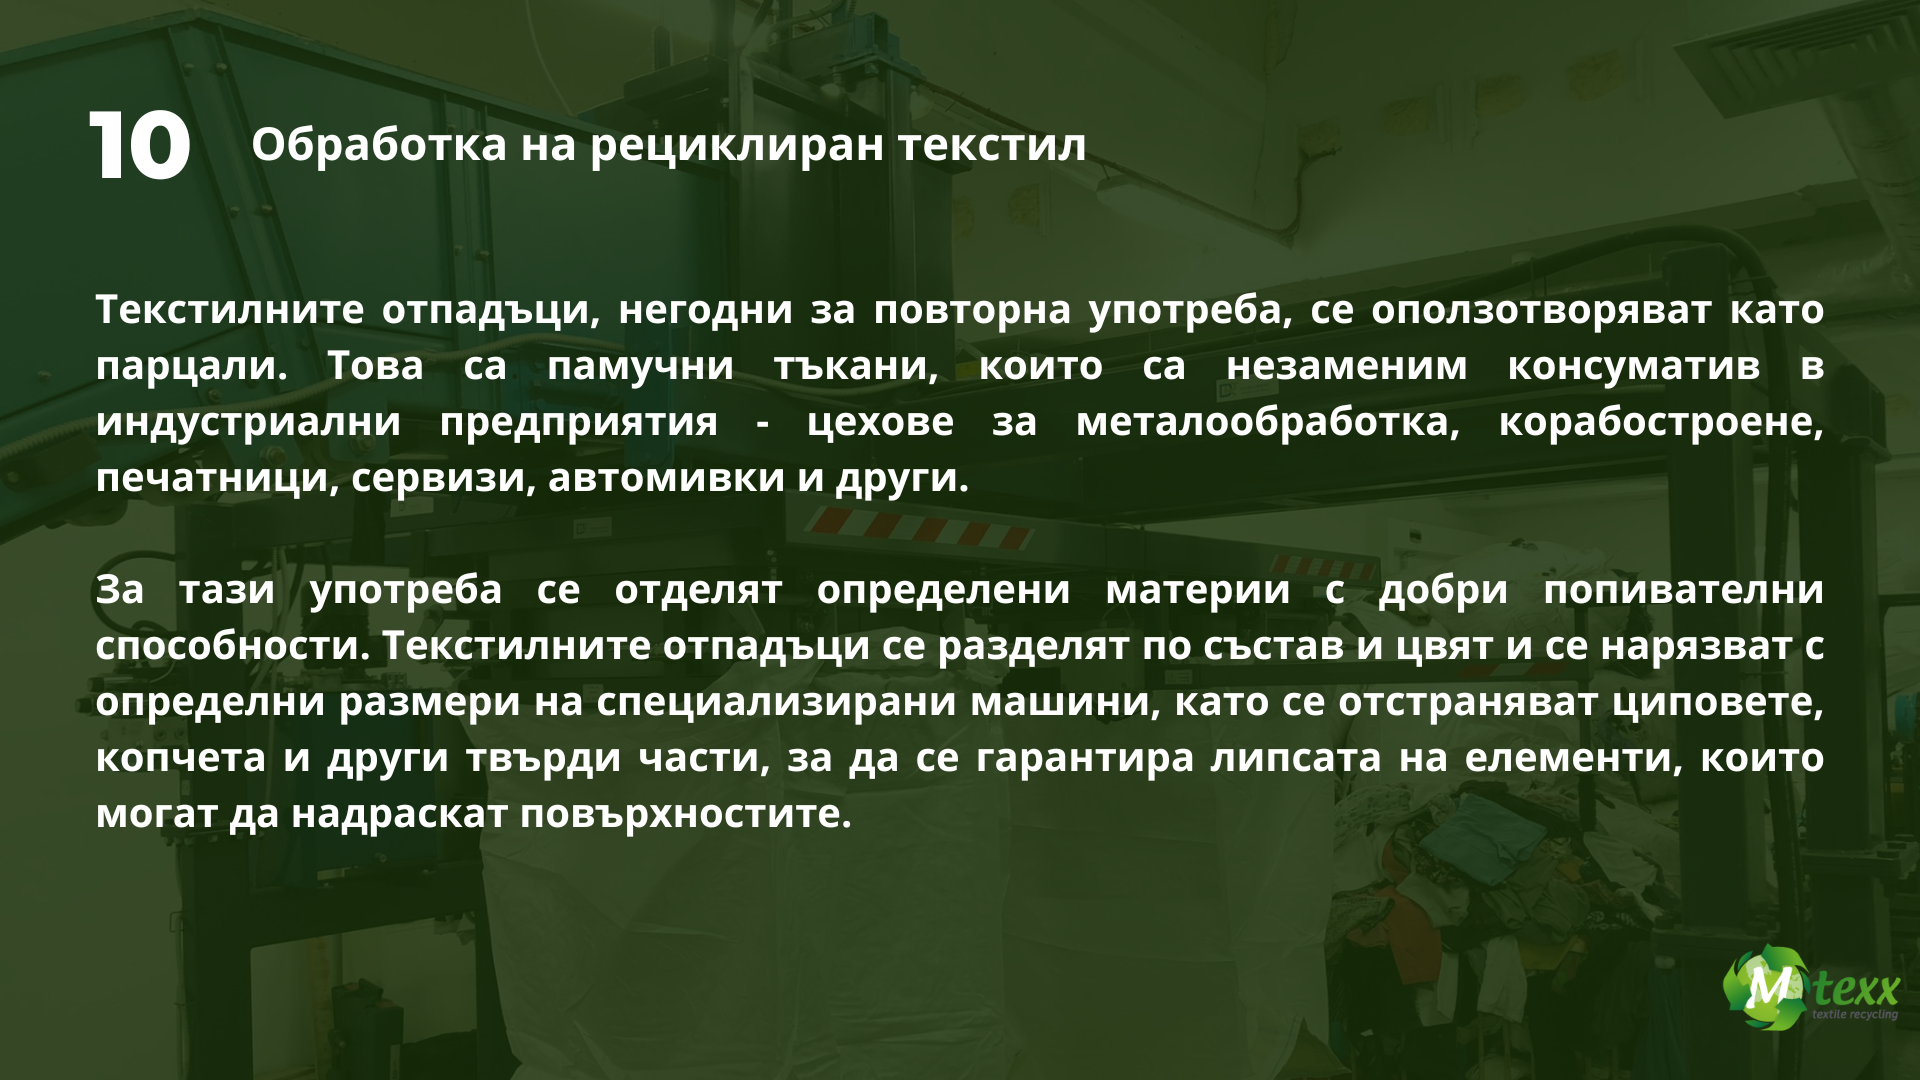 10 Обработка на рециклиран текстил
Текстилните отпадъци, негодни за повторна употреба, се оползотворяват като
парцали. Това са памучни тъкани, които са незаменим консуматив в
индустриални предприятия - цехове за металообработка, корабостроене,
печатници, сервизи, автомивки и други.
За тази употреба се отделят определени материи с добри попивателни
способности. Текстилните отпадъци се разделят по състав и цвят и се нарязват с
определни размери на специализирани машини, като се отстраняват циповете,
копчета и други твърди части, за да се гарантира липсата на елементи, които
могат да надраскат повърхностите.
M texx
textile recycling